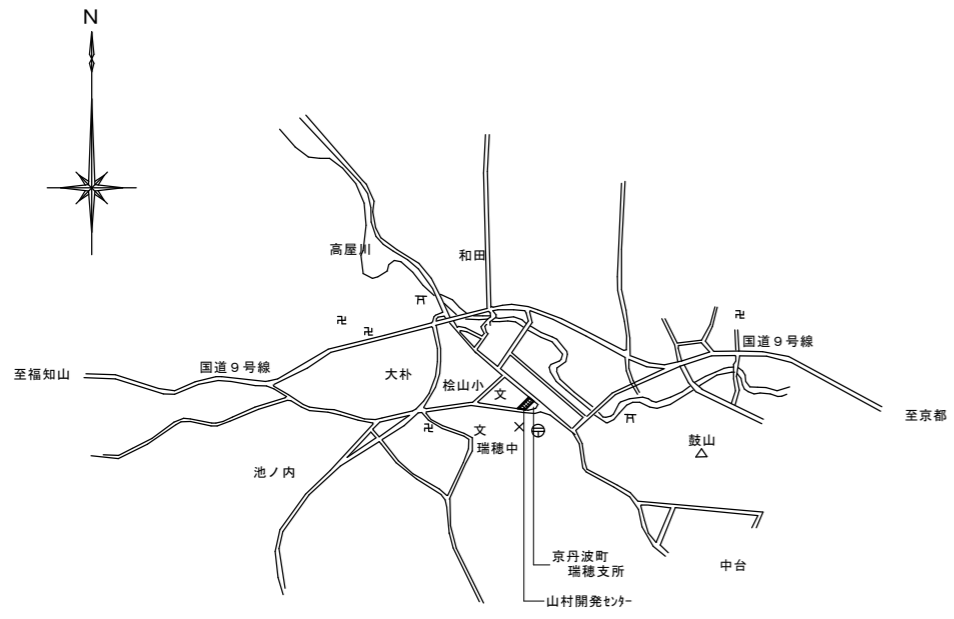 N
高屋川
和田
国道９号線
国道９号線
至福知山
大朴
桧山小
文
至京都
文
瑞穂中
鼓山
池ノ内
京丹波町
瑞穂支所
中台
山村開発ｾﾝﾀｰ